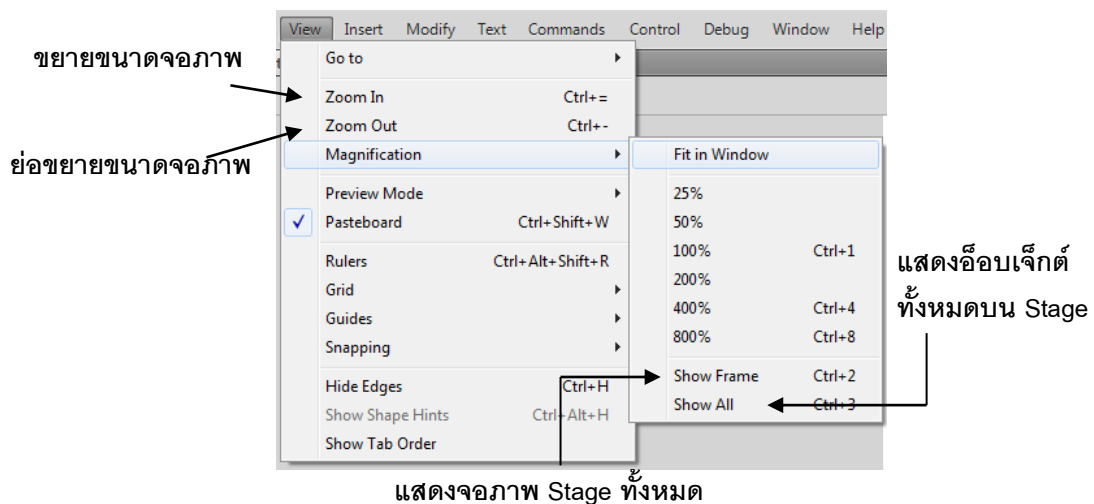 View Insert Modify Text Commands Control Debug Window Help
ขยายขนาดจอภาพ
Go to
Zoom In Ctrl+=
Zoom Out Ctrl+-
ย่อขยายขนาดจอภาพ
Magnification
Fit in Window
Preview Mode
25%
Pasteboard Ctrl+Shift+W
50%
Rulers Ctrl+Alt+Shift+R
100% Ctrl+1
แสดงอ็อบเจ็กต์
Grid
200%
ทั้งหมดบน Stage
Guides
400% Ctrl+4
Snapping
800% Ctrl+8
Hide Edges Ctrl+H
Show Frame Ctrl+2
Show Shape Hints Ctrl+Alt+H
Show All Ctrl+3
Show Tab Order
แสดงจอภาพ Stage ทั้งหมด